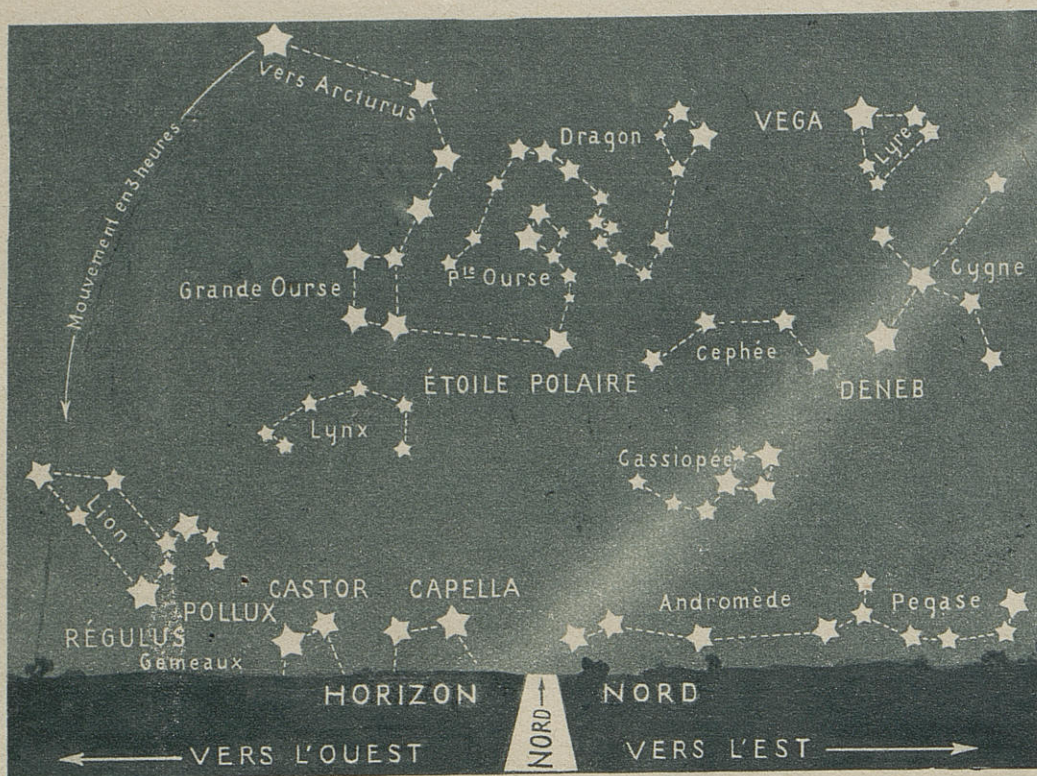 Vers Arcturus
Mouvement en 3 heures
Dragon
VEGA
Lyre
Grande Ourse
Pte Ourse
Cygne
Cephée
ÉTOILE POLAIRE
DENEB
Lynx
Cassiopée
Lion
CASTOR
CAPELLA
POLLUX
Andromède
Pegase
RÉGULUS
Gémeaux
HORIZON NORD
NORD
VERS L'OUEST
VERS L'EST